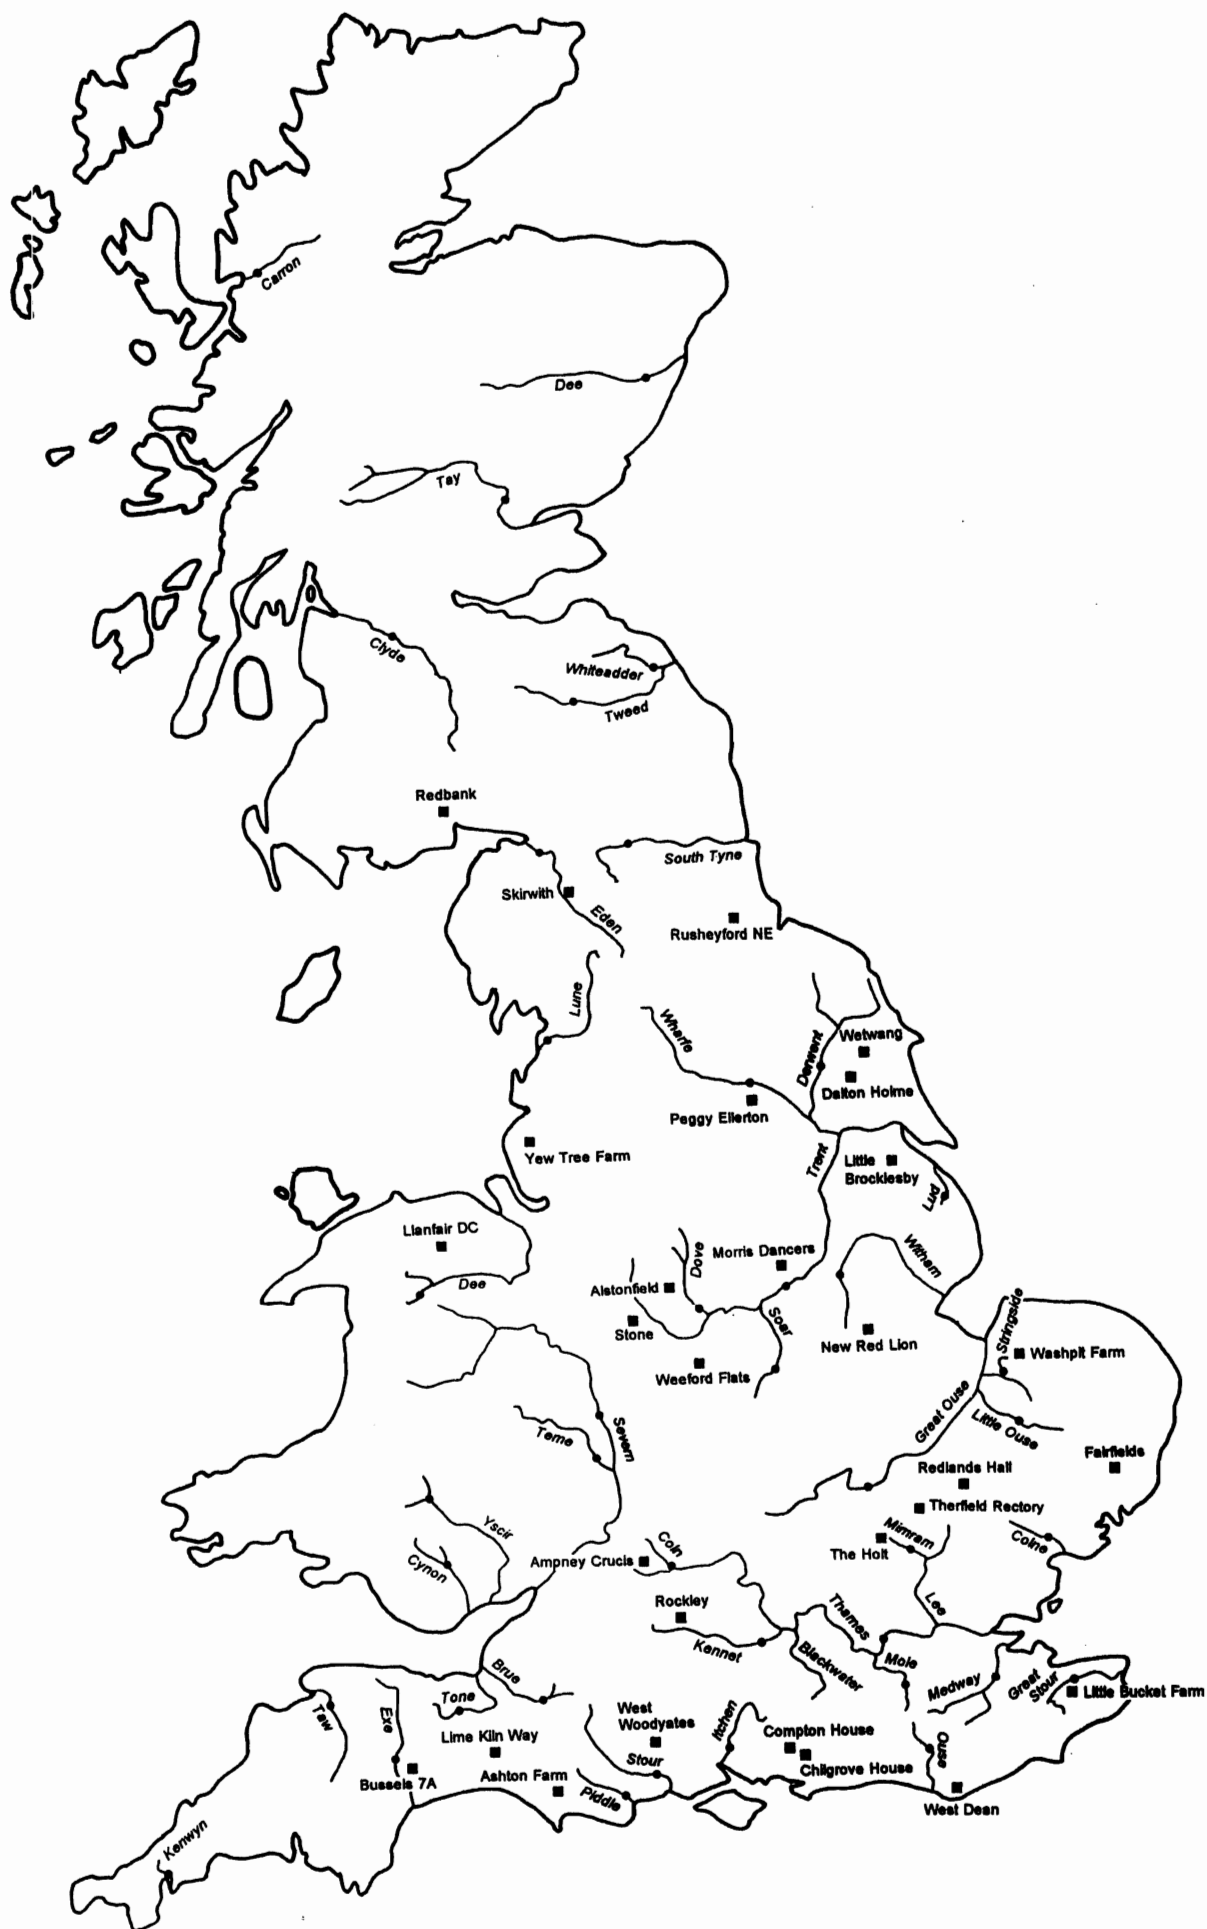 Carron
Dee
Tay
Clyde
Whiteadder
Tweed
Redbank
South Tyne
Skirwith
Eden
Rusheyford NE
Lune
Wharfe
Derwent
Wetwang
Dalton Holme
Peggy Ellerton
Yew Tree Farm
Trent
Little
Brocklesby
Lud
Llanfair DC
Dee
Dove
Morris Dancers
Witham
Alstonfield
Stone
Soar
New Red Lion
Stringside
Washpit Farm
Weeford Flats
Great Ouse
Little Ouse
Severn
Teme
Fairfields
Redlands Hall
Therfield Rectory
Yscir
Cynon
Ampney Crucis
Coln
The Holt
Mimram
Colne
Lee
Rockley
Kennet
Thames
Blackwater
Mole
Medway
Great
Stour
Little Bucket Farm
Brue
Tone
Taw
Exe
Lime Kiln Way
West
Woodyates
Itchen
Compton House
Chilgrove House
Ouse
Stour
Bussels 7A
Ashton Farm
Piddle
West Dean
Kenwyn